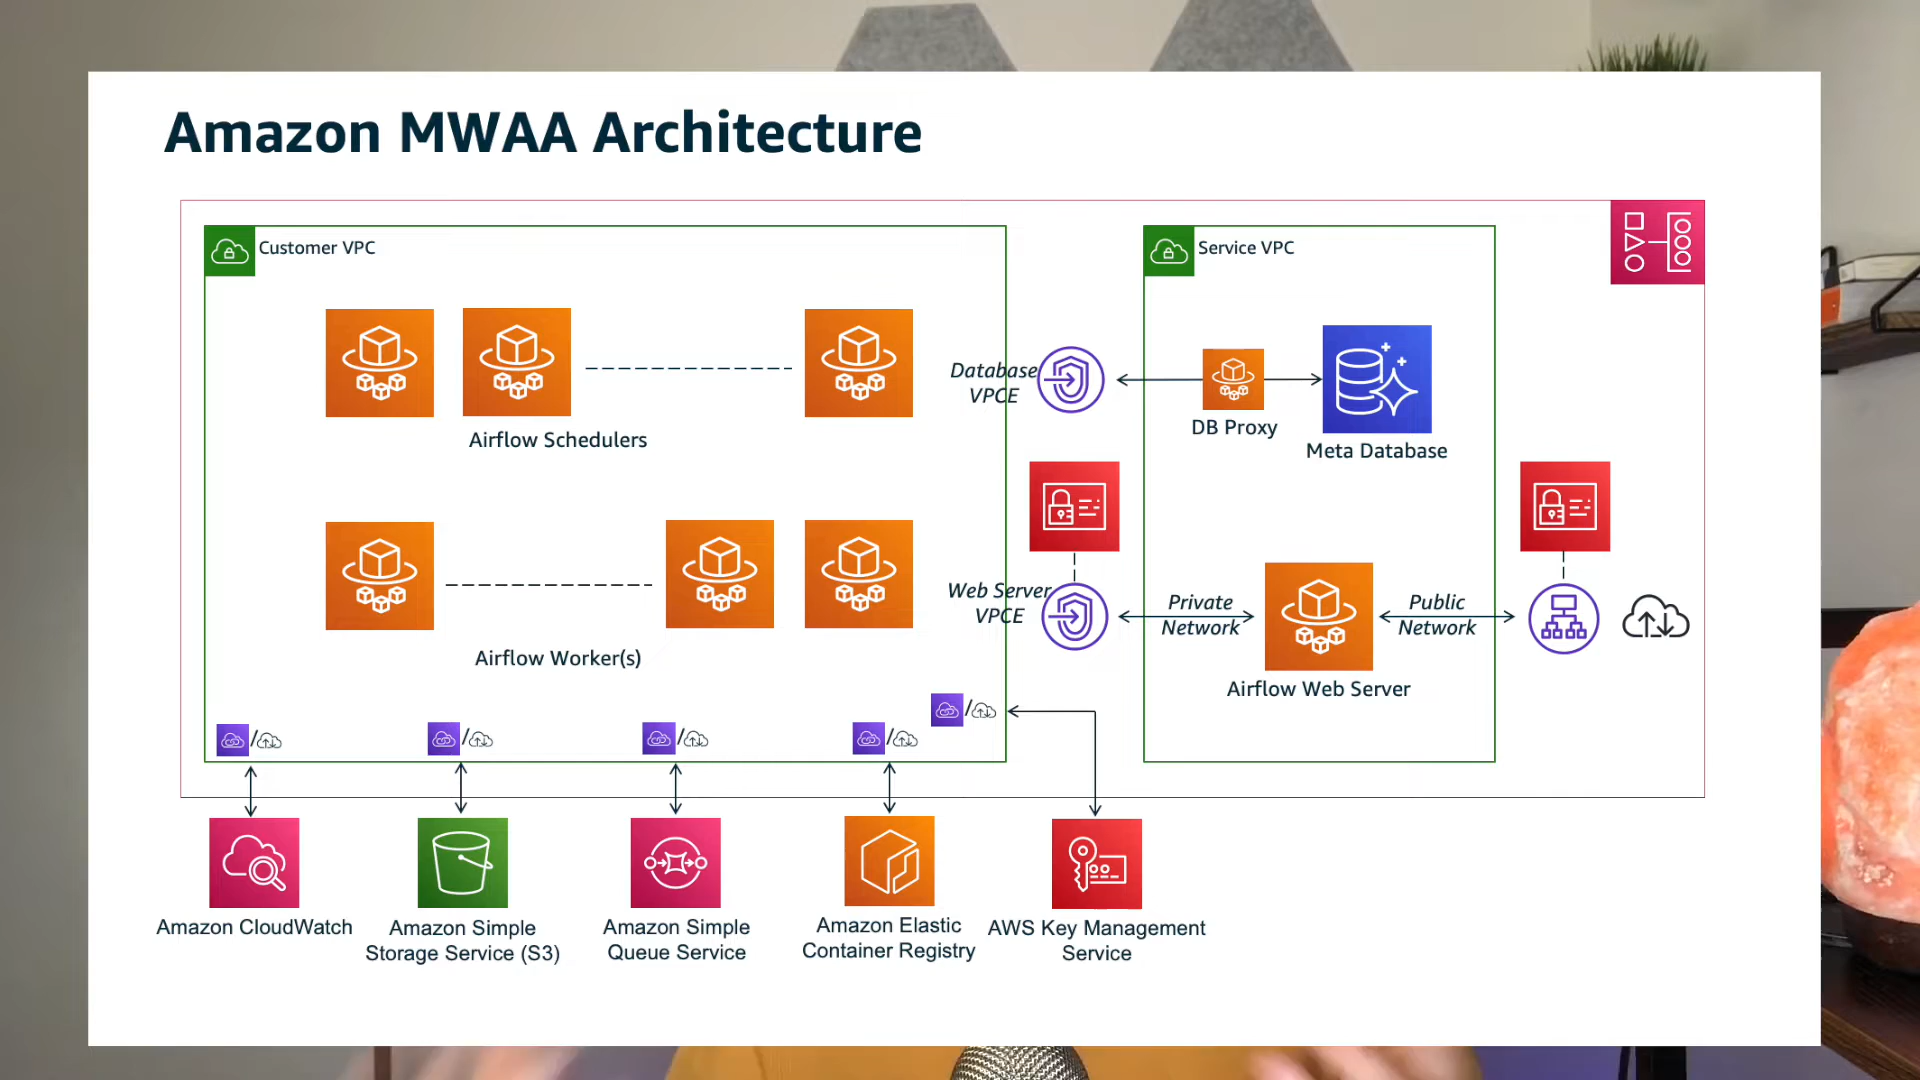 Amazon MWAA Architecture
Customer VPC
Service VPC
Airflow Schedulers
Database
VPCE
DB Proxy
Meta Database
Airflow Worker(s)
Web Server
VPCE
Private
Network
Public
Network
Airflow Web Server
/
/
/
/
/
Amazon CloudWatch
Amazon Simple
Storage Service (S3)
Amazon Simple
Queue Service
Amazon Elastic
Container Registry
AWS Key Management
Service